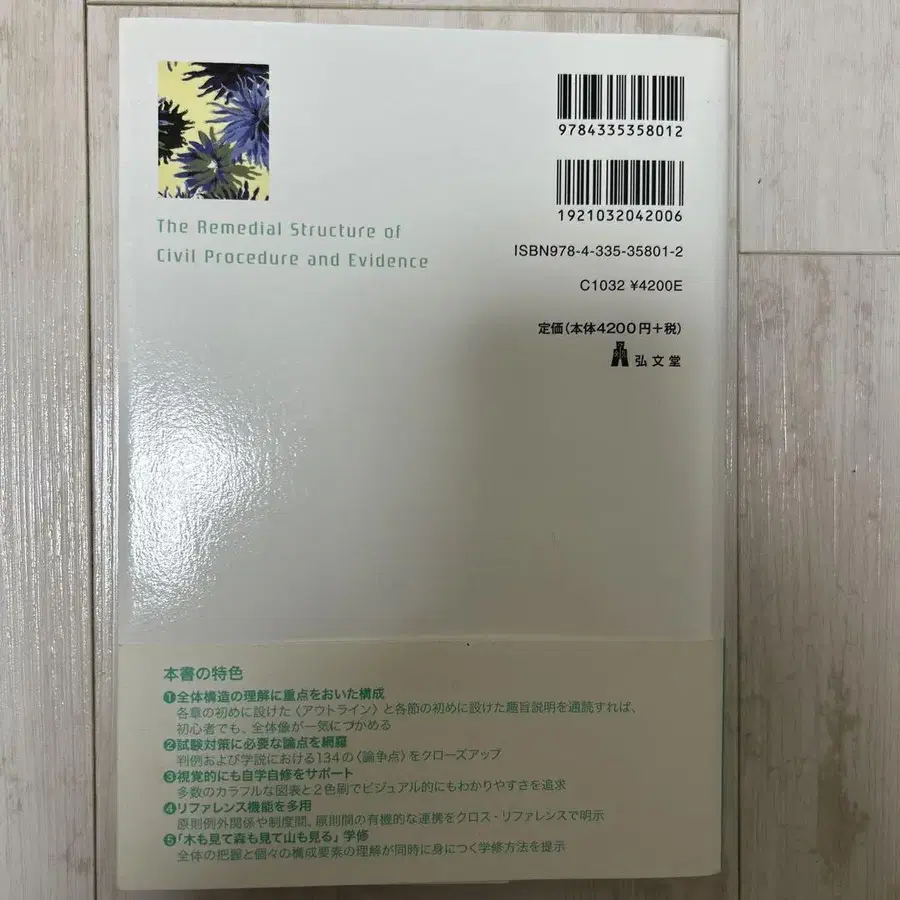 9784335358012
1921032042006
The Remedial Structure of
Civil Procedure and Evidence
ISBN978-4-335-35801-2
C1032 ¥4200E
定価(本体4200円+税)
弘文堂
本書の特色
❶全体構造の理解に重点をおいた構成
各章の初めに設けた〈アウトライン〉と各節の初めに設けた趣旨説明を通読すれば、
初心者でも、全体像が一気につかめる
❷試験対策に必要な論点を網羅
判例および学説における134の〈論争点〉をクローズアップ
❸視覚的にも自学自修をサポート
多数のカラフルな図表と2色刷でビジュアル的にもわかりやすさを追求
❹リファレンス機能を多用
原則例外関係や制度間、原則間の有機的な連携をクロス・リファレンスで明示
❺「木も見て森も見て山も見る」学修
全体の把握と個々の構成要素の理解が同時に身につく学修方法を提示